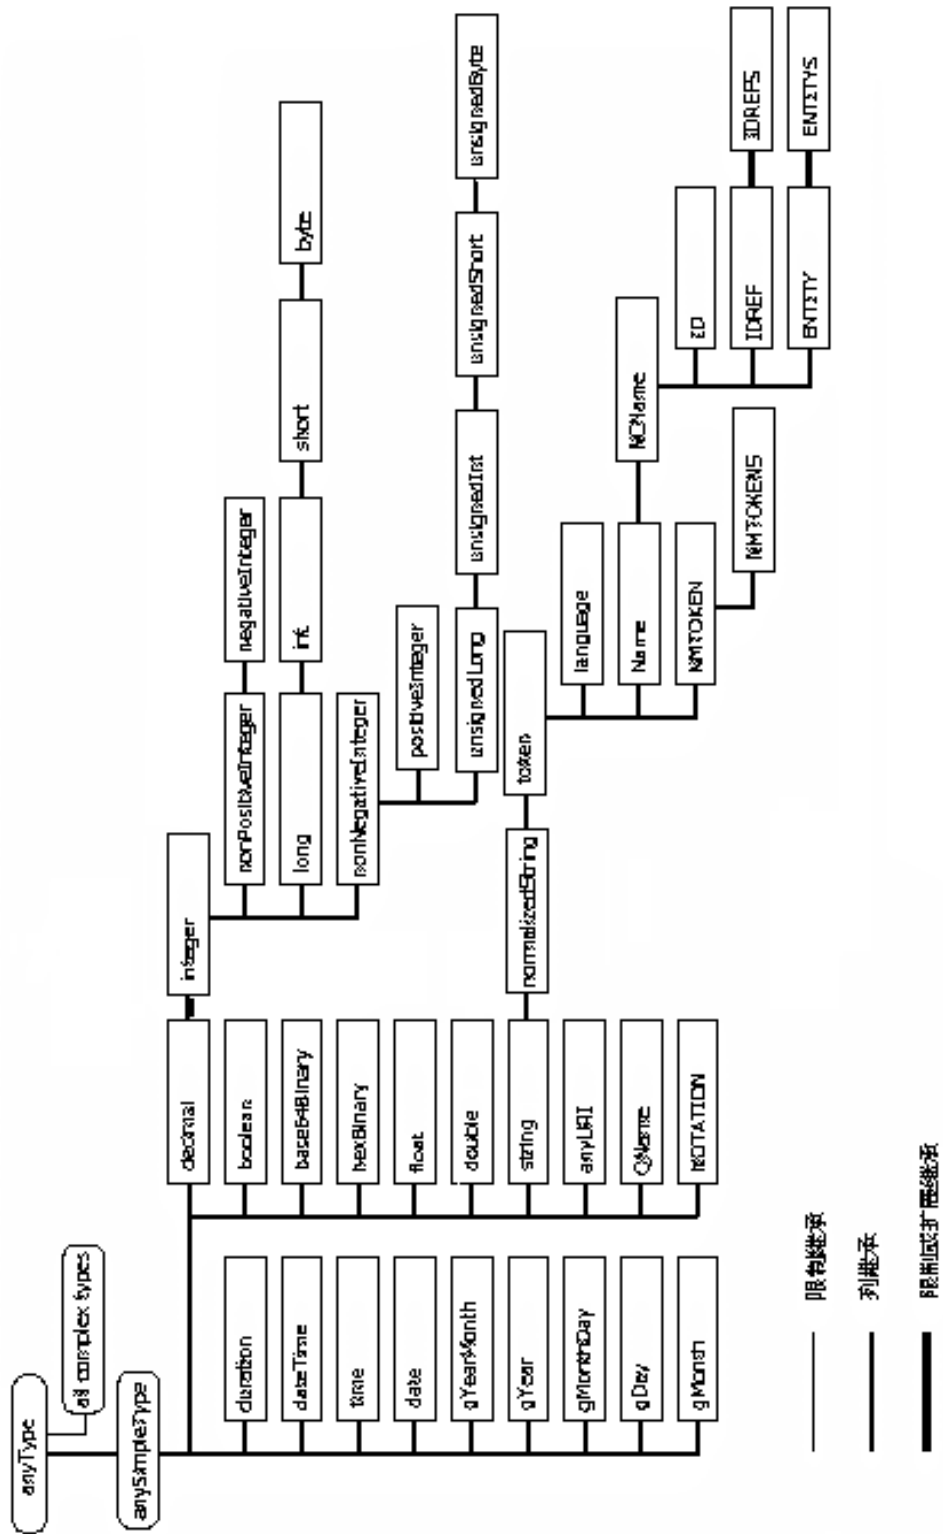 anyType
all complex types
anySimpleType
duration
dateTime
time
date
gYearMonth
gYear
gMonthDay
gDay
gMonth
decimal
boolean
base64Binary
hexBinary
float
double
string
anyURI
QName
NOTATION
integer
nonPositiveInteger
negativeInteger
long
int
short
byte
nonNegativeInteger
positiveInteger
unsignedLong
unsignedInt
unsignedShort
unsignedByte
normalizedString
token
language
Name
NCName
NMTOKEN
NMTOKENS
ID
IDREF
IDREFS
ENTITY
ENTITYS
限制继承
列继承
限制或扩展继承